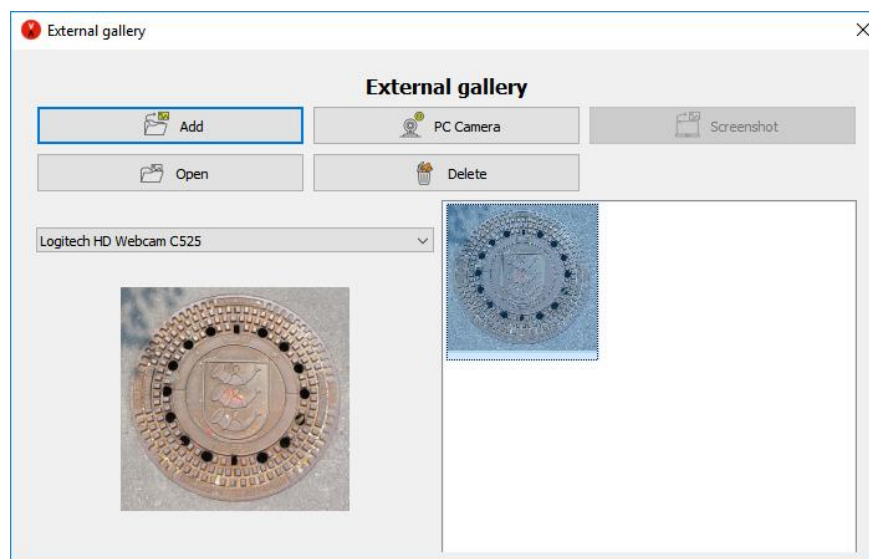 External gallery
External gallery
Add
PC Camera
Screenshot
Open
Delete
Logitech HD Webcam C525